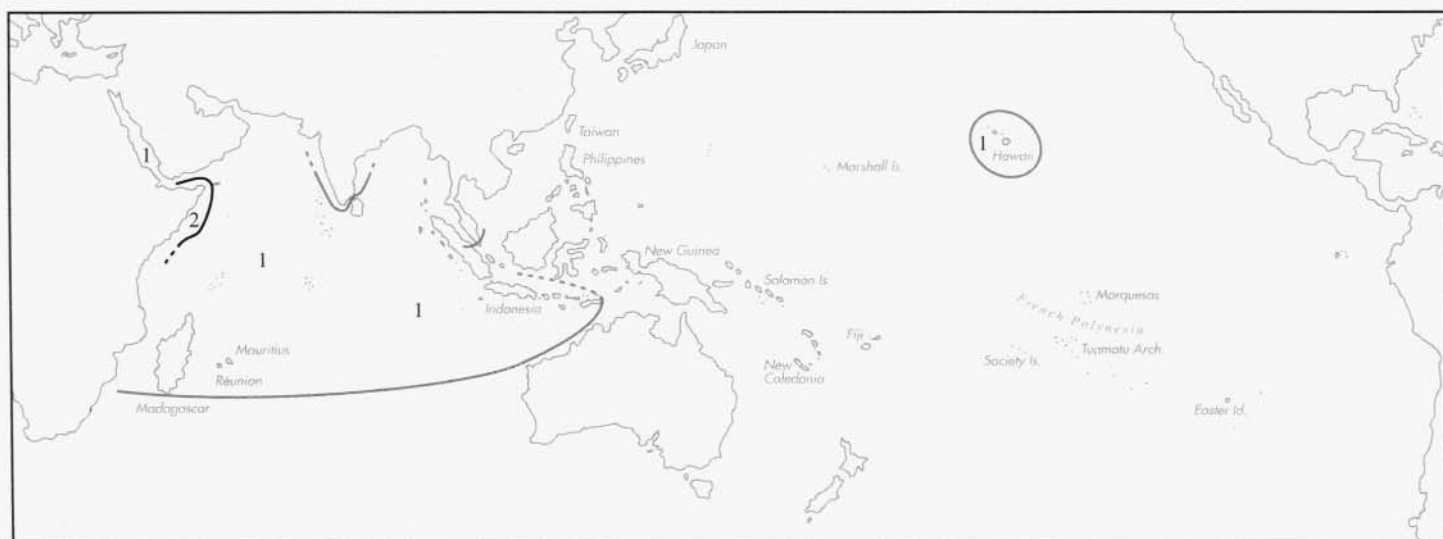 Japan
Taiwan
Philippines
1
Hawaii
1
Marshall Is.
2
1
New Guinea
Solomon Is
1
Indonesia
Marquesas
French Polynesia
Fiji
Tuamotu Arch.
Society Is.
Mauritius
Réunion
New
Caledonia
Madagascar
Easter Id.